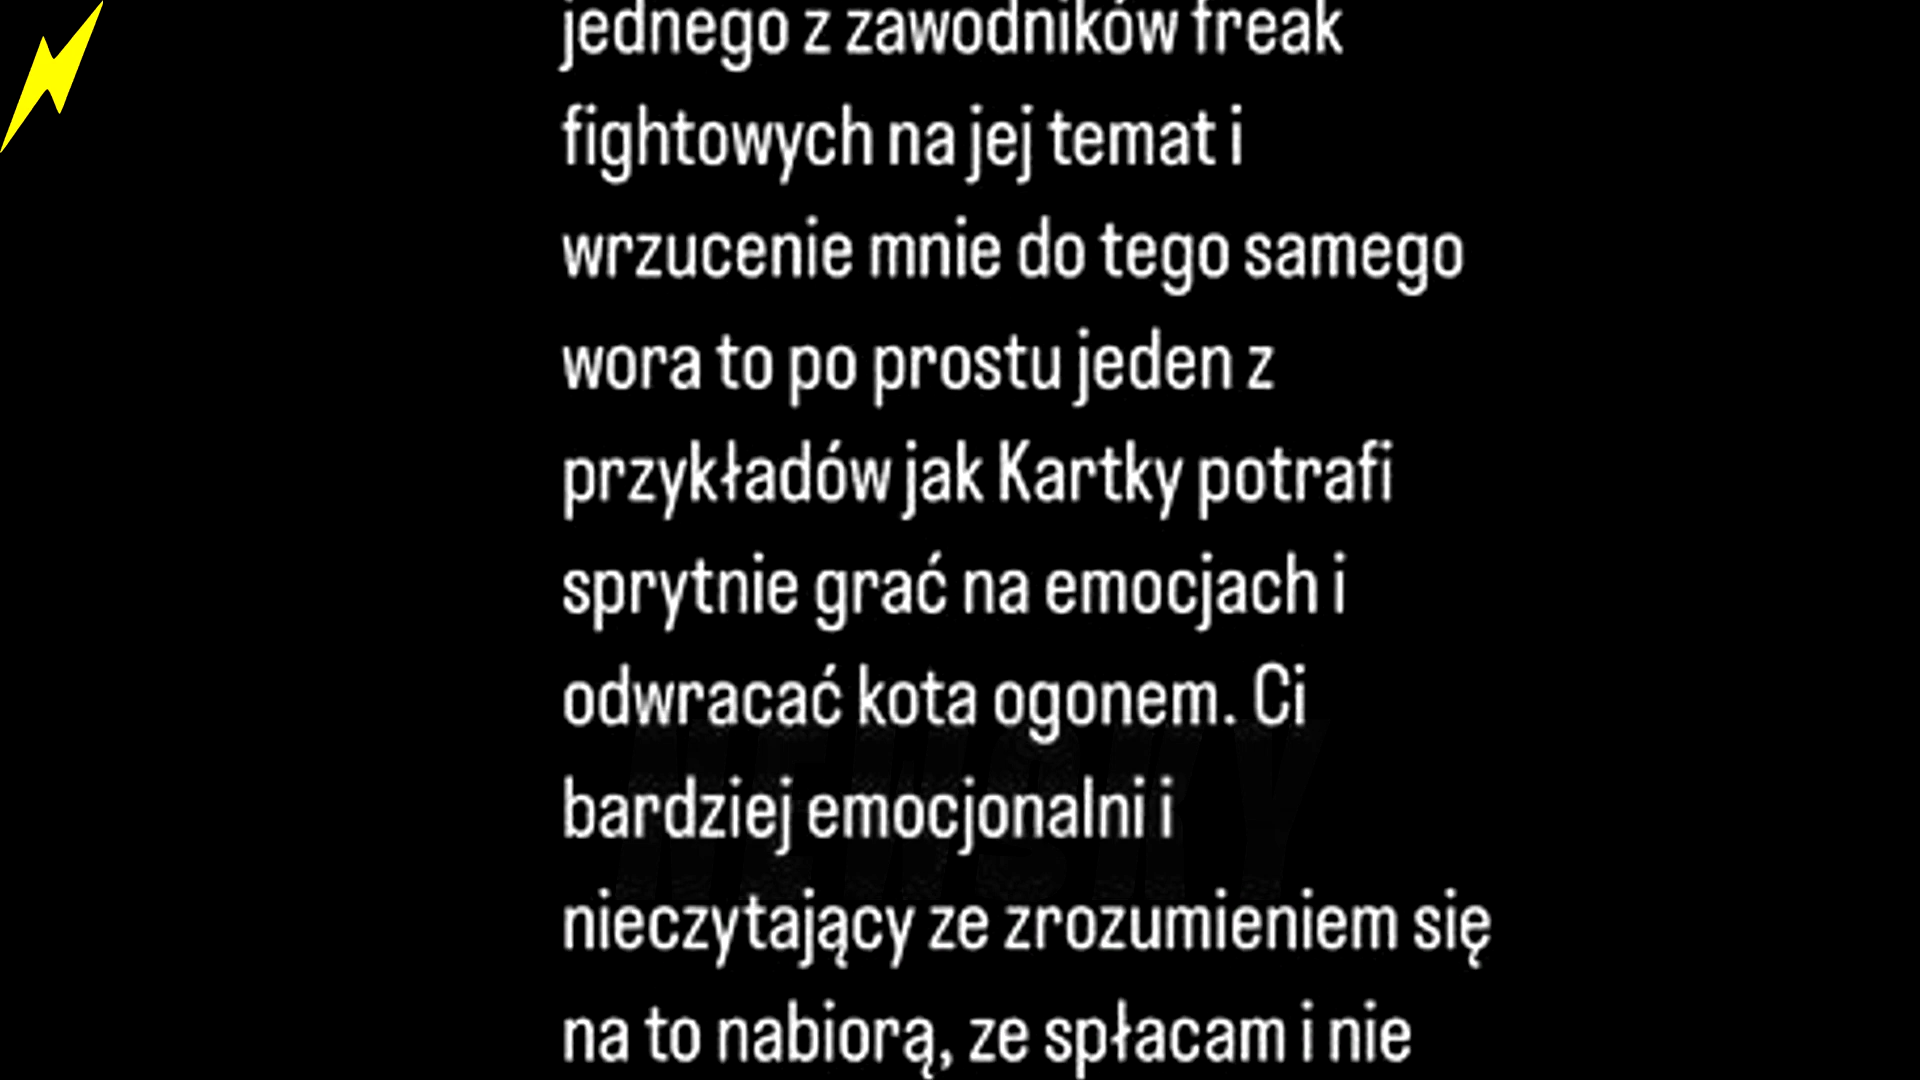 jednego z zawodników freak
fightowych na jej temat i
wrzucenie mnie do tego samego
wora to po prostu jeden z
przykładów jak Kartky potrafi
sprytnie grać na emocjach i
odwracać kota ogonem. Ci
bardziej emocjonalni i
nieczytający ze zrozumieniem się
na to nabiorą, ze spłacam i nie